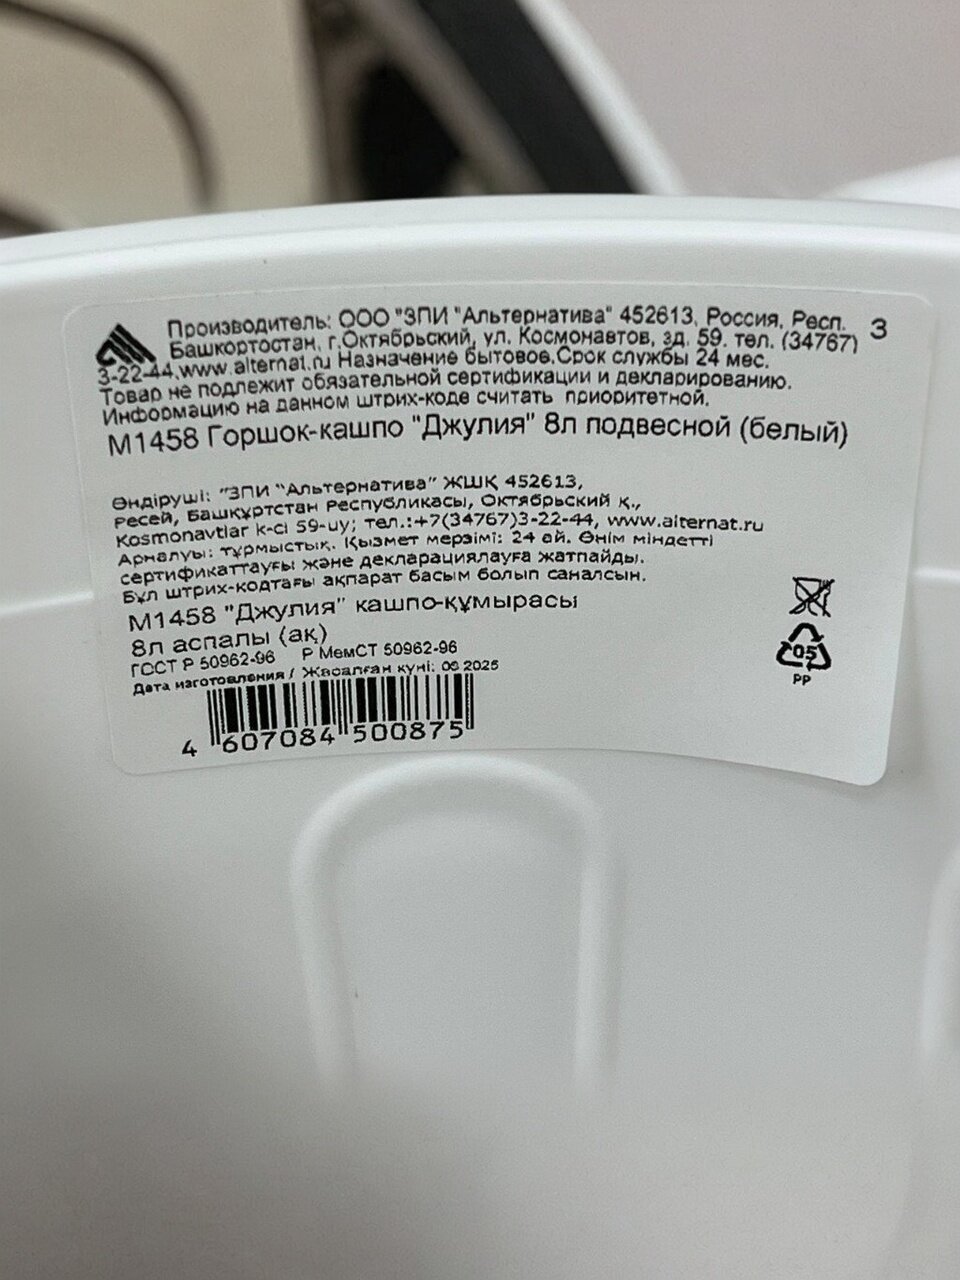 Производитель: ООО "ЗПИ "Альтернатива" 452613, Россия, Респ. 3
Башкортостан, г.Октябрьский, ул. Космонавтов, зд. 59. тел. (34767)
3-22-44,www.alternat.ru Назначение бытовое.Срок службы 24 мес.
Товар не подлежит обязательной сертификации и декларированию.
Информацию на данном штрих-коде считать приоритетной.
М1458 Горшок-кашпо "Джулия" 8л подвесной (белый)
Өндіруші: "ЗПИ "Альтернатива" ЖШҚ 452613,
Ресей, Башқұртстан Республикасы, Октябрьский қ.,
Kosmonavtlar k-ci 59-uy; тел.:+7(34767)3-22-44, www.alternat.ru
Арналуы: тұрмыстық. Қызмет мерзімі: 24 ай. Өнім міндетті
сертификаттауғы және декларациялауға жатпайды.
Бұл штрих-кодтағы ақпарат басым болып саналсын.
М1458 "Джулия" кашпо-құмырасы
8л аспалы (ақ)
ГОСТ Р 50962-96 Р МемСТ 50962-96
Дата изготовления / Жасалған күні: 06 2025
4 607084 500875
05
PP